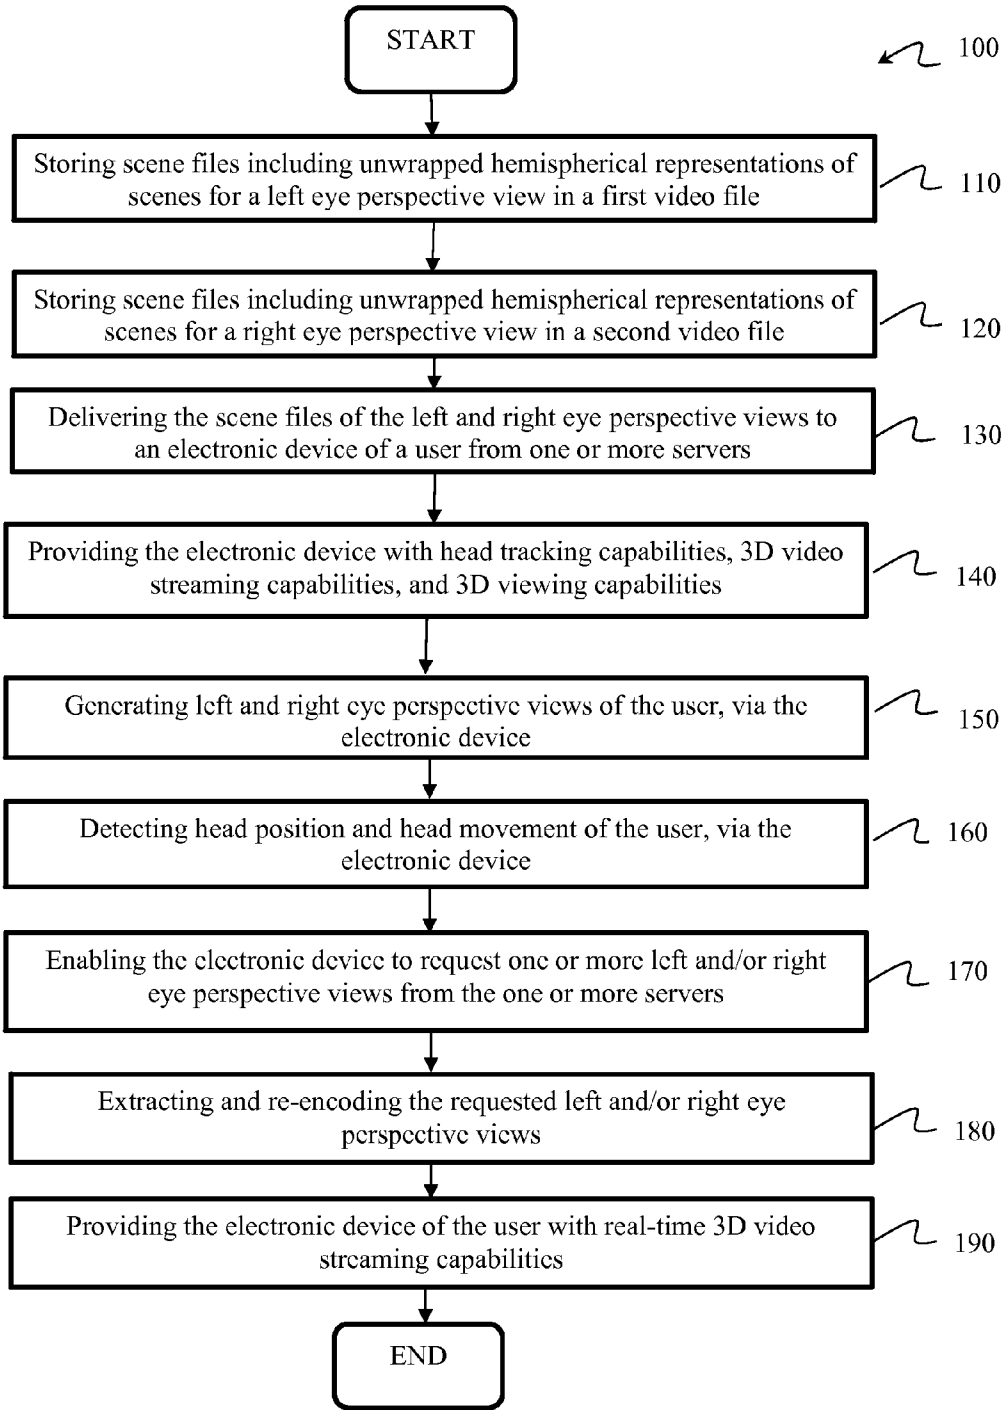 START
100
Storing scene files including unwrapped hemispherical representations of
scenes for a left eye perspective view in a first video file
110
Storing scene files including unwrapped hemispherical representations of
scenes for a right eye perspective view in a second video file
120
Delivering the scene files of the left and right eye perspective views to
an electronic device of a user from one or more servers
130
Providing the electronic device with head tracking capabilities, 3D video
streaming capabilities, and 3D viewing capabilities
140
Generating left and right eye perspective views of the user, via the
electronic device
150
Detecting head position and head movement of the user, via the
electronic device
160
Enabling the electronic device to request one or more left and/or right
eye perspective views from the one or more servers
170
Extracting and re-encoding the requested left and/or right eye
perspective views
180
Providing the electronic device of the user with real-time 3D video
streaming capabilities
190
END